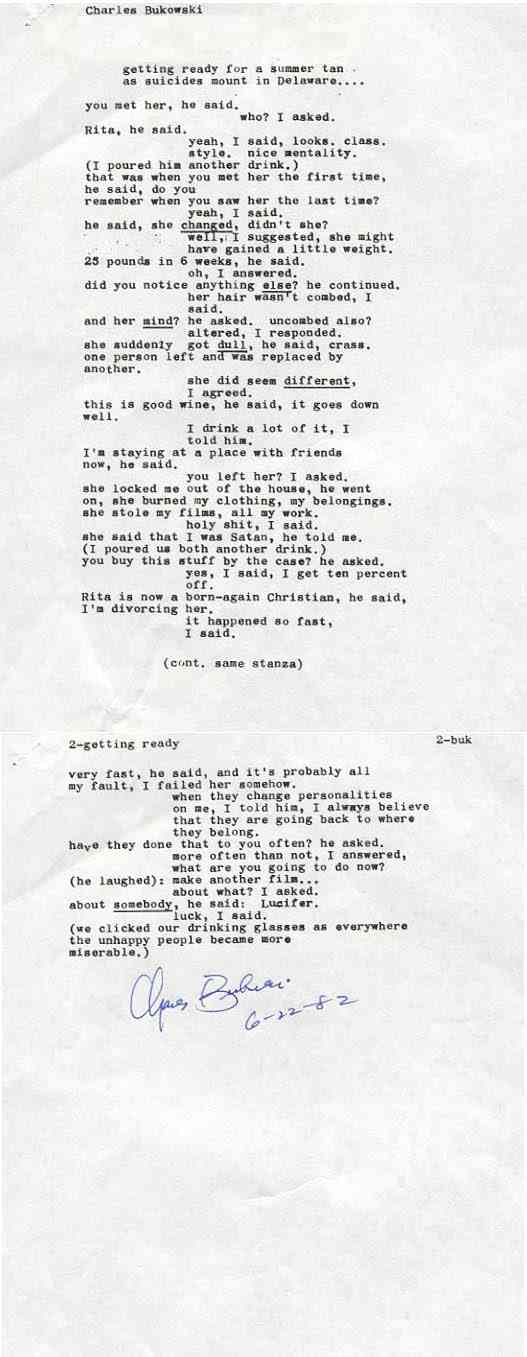 Charles Bukowski
getting ready for a summer tan
as suicides mount in Delaware....
you met her, he said.
who? I asked.
Rita, he said.
yeah, I said, looks. class.
style. nice mentality.
(I poured him another drink.)
that was when you met her the first time,
he said, do you
remember when you saw her the last time?
yeah, I said.
he said, she changed, didn't she?
well, I suggested, she might
have gained a little weight.
25 pounds in 6 weeks, he said.
oh, I answered.
did you notice anything else? he continued.
her hair wasn't combed, I
said.
and her mind? he asked. uncombed also?
altered, I responded.
she suddenly got dull, he said, crass.
one person left and was replaced by
another.
she did seem different,
I agreed.
this is good wine, he said, it goes down
well.
I drink a lot of it, I
told him.
I'm staying at a place with friends
now, he said.
you left her? I asked.
she locked me out of the house, he went
on, she burned my clothing, my belongings.
she stole my films, all my work.
holy shit, I said.
she said that I was Satan, he told me.
(I poured us both another drink.)
you buy this stuff by the case? he asked.
yes, I said, I get ten percent
off.
Rita is now a born-again Christian, he said,
I'm divorcing her.
it happened so fast,
I said.
(cont. same stanza)
2-getting ready 2-buk
very fast, he said, and it's probably all
my fault, I failed her somehow.
when they change personalities
on me, I told him, I always believe
that they are going back to where
they belong.
have they done that to you often? he asked.
more often than not, I answered,
what are you going to do now?
(he laughed): make another film...
about what? I asked.
about somebody, he said: Lucifer.
luck, I said.
(we clicked our drinking glasses as everywhere
the unhappy people became more
miserable.)
Charles Bukowski
6-22-82